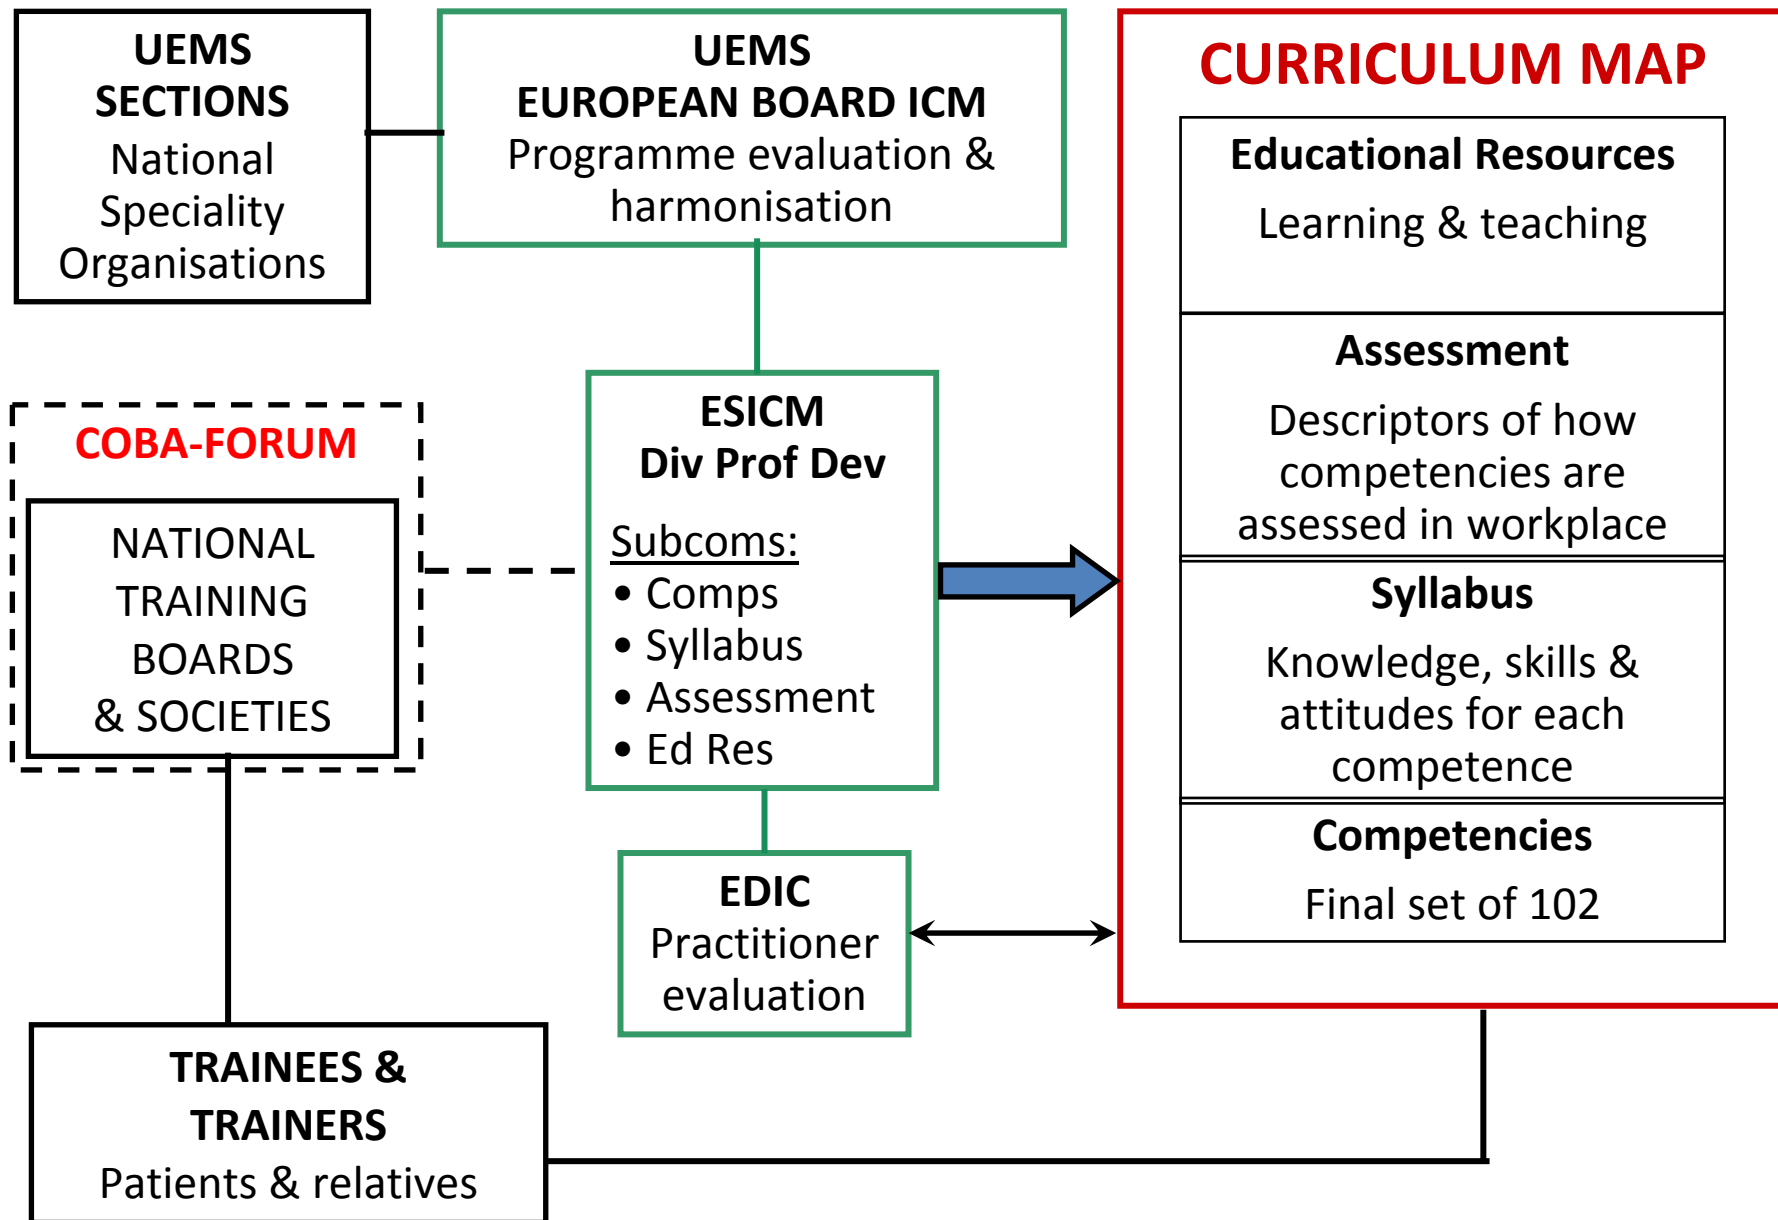 UEMS
SECTIONS
National
Speciality
Organisations
UEMS
EUROPEAN BOARD ICM
Programme evaluation &
harmonisation
COBA-FORUM
NATIONAL
TRAINING
BOARDS
& SOCIETIES
ESICM
Div Prof Dev
Subcoms:
• Comps
• Syllabus
• Assessment
• Ed Res
EDIC
Practitioner
evaluation
TRAINEES &
TRAINERS
Patients & relatives
CURRICULUM MAP
Educational Resources
Learning & teaching
Assessment
Descriptors of how
competencies are
assessed in workplace
Syllabus
Knowledge, skills &
attitudes for each
competence
Competencies
Final set of 102